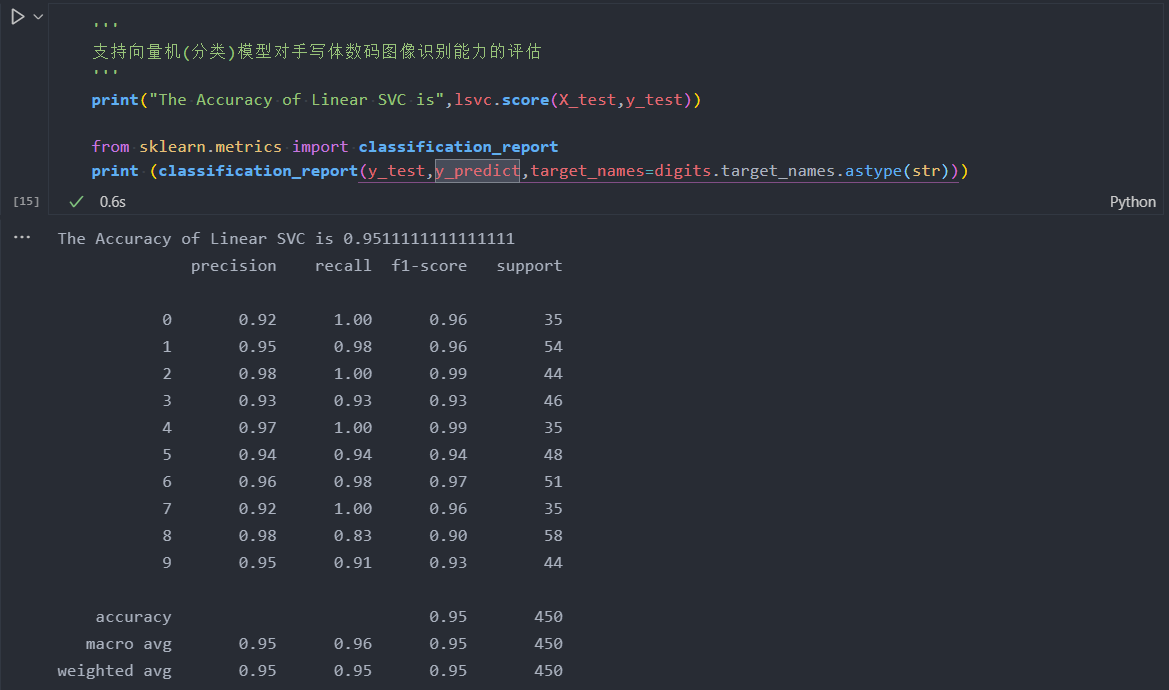 '''
支持向量机(分类)模型对手写体数码图像识别能力的评估
'''
print("The Accuracy of Linear SVC is",lsvc.score(X_test,y_test))
from sklearn.metrics import classification_report
print (classification_report(y_test,y_predict,target_names=digits.target_names.astype(str)))
[15] 0.6s Python
... The Accuracy of Linear SVC is 0.9511111111111111
precision recall f1-score support
0 0.92 1.00 0.96 35
1 0.95 0.98 0.96 54
2 0.98 1.00 0.99 44
3 0.93 0.93 0.93 46
4 0.97 1.00 0.99 35
5 0.94 0.94 0.94 48
6 0.96 0.98 0.97 51
7 0.92 1.00 0.96 35
8 0.98 0.83 0.90 58
9 0.95 0.91 0.93 44
accuracy 0.95 450
macro avg 0.95 0.96 0.95 450
weighted avg 0.95 0.95 0.95 450